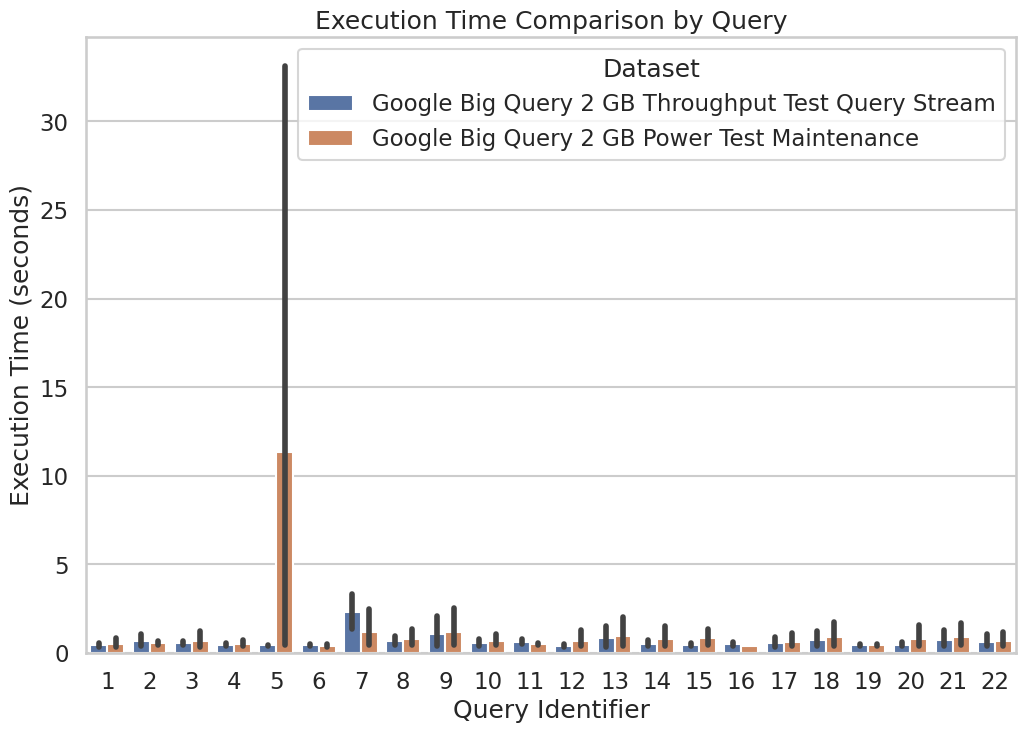 Execution Time Comparison by Query
Dataset
Google Big Query 2 GB Throughput Test Query Stream
Google Big Query 2 GB Power Test Maintenance
Execution Time (seconds)
30
25
20
15
10
5
0
1 2 3 4 5 6 7 8 9 10 11 12 13 14 15 16 17 18 19 20 21 22
Query Identifier